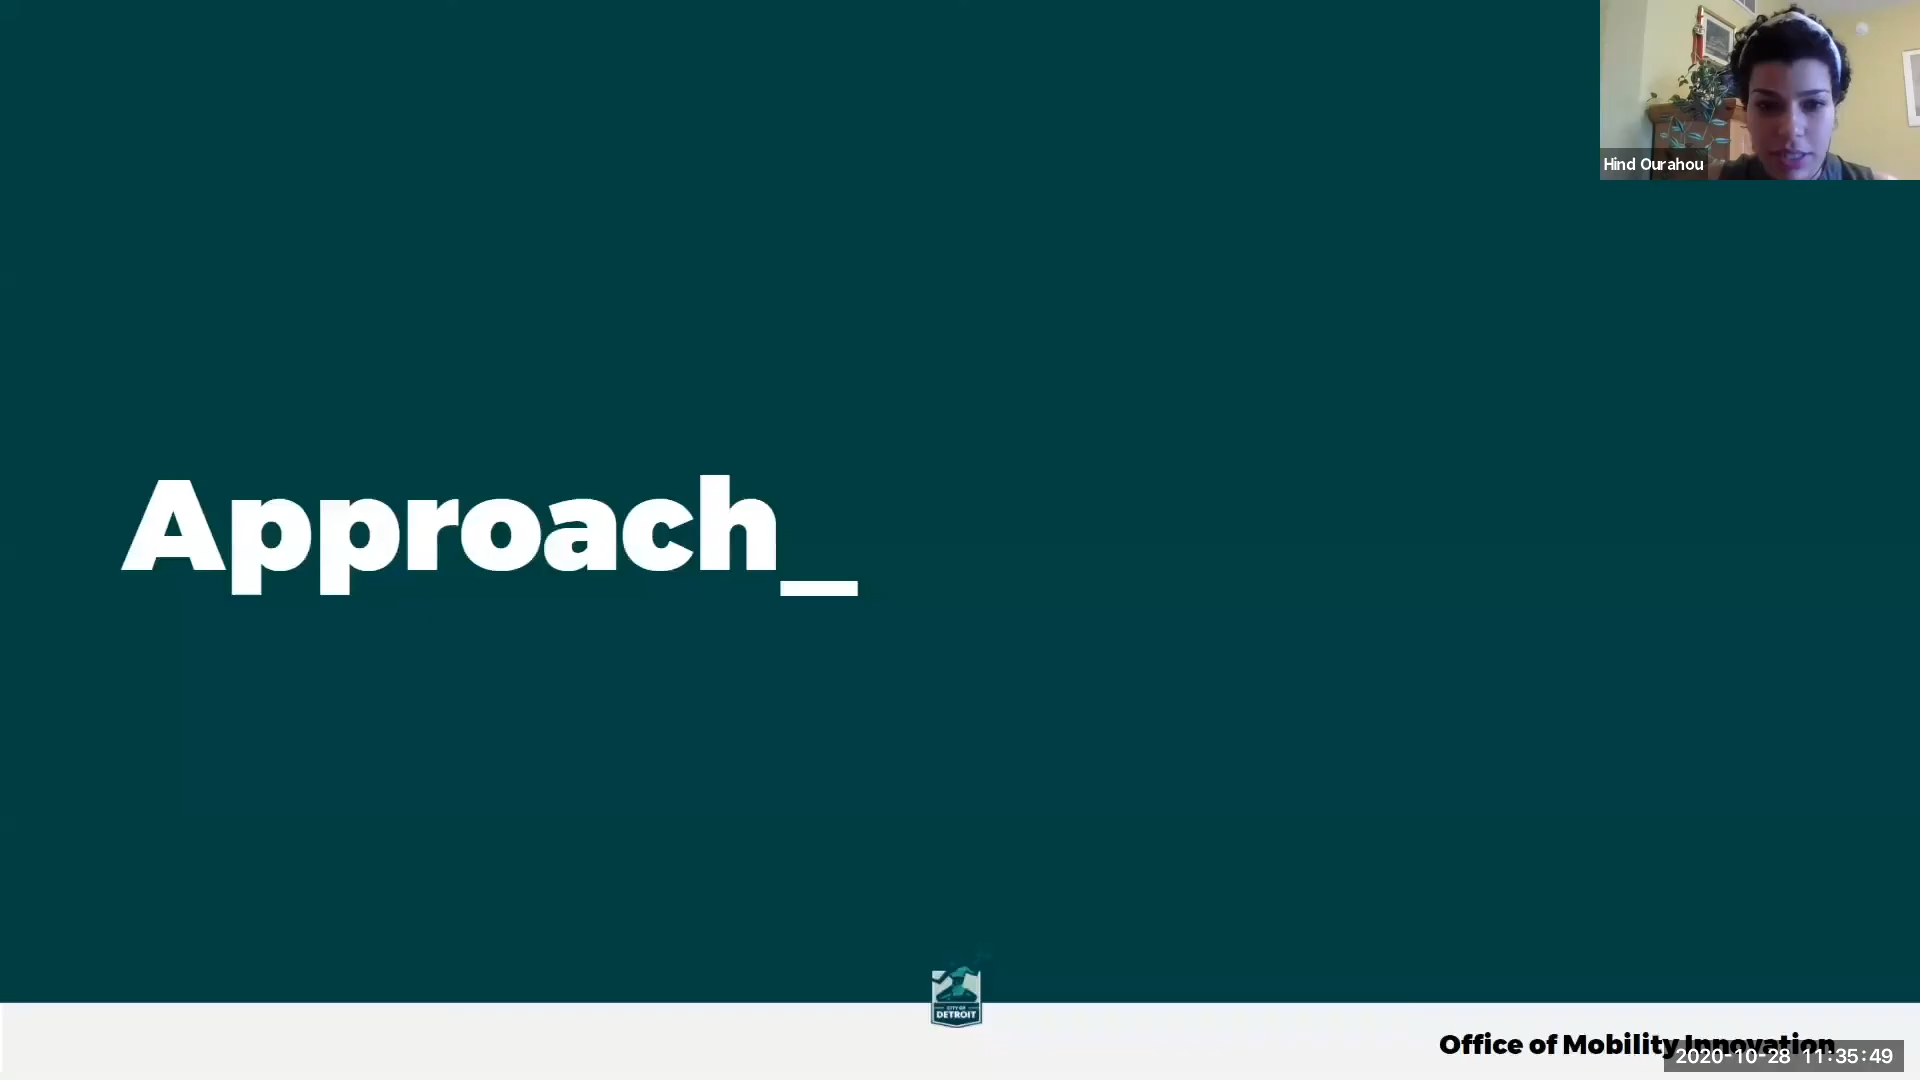 Hind Ourahou
Approach_
CITY OF
DETROIT
Office of Mobility Innovation
2020-10-28 11:35:49